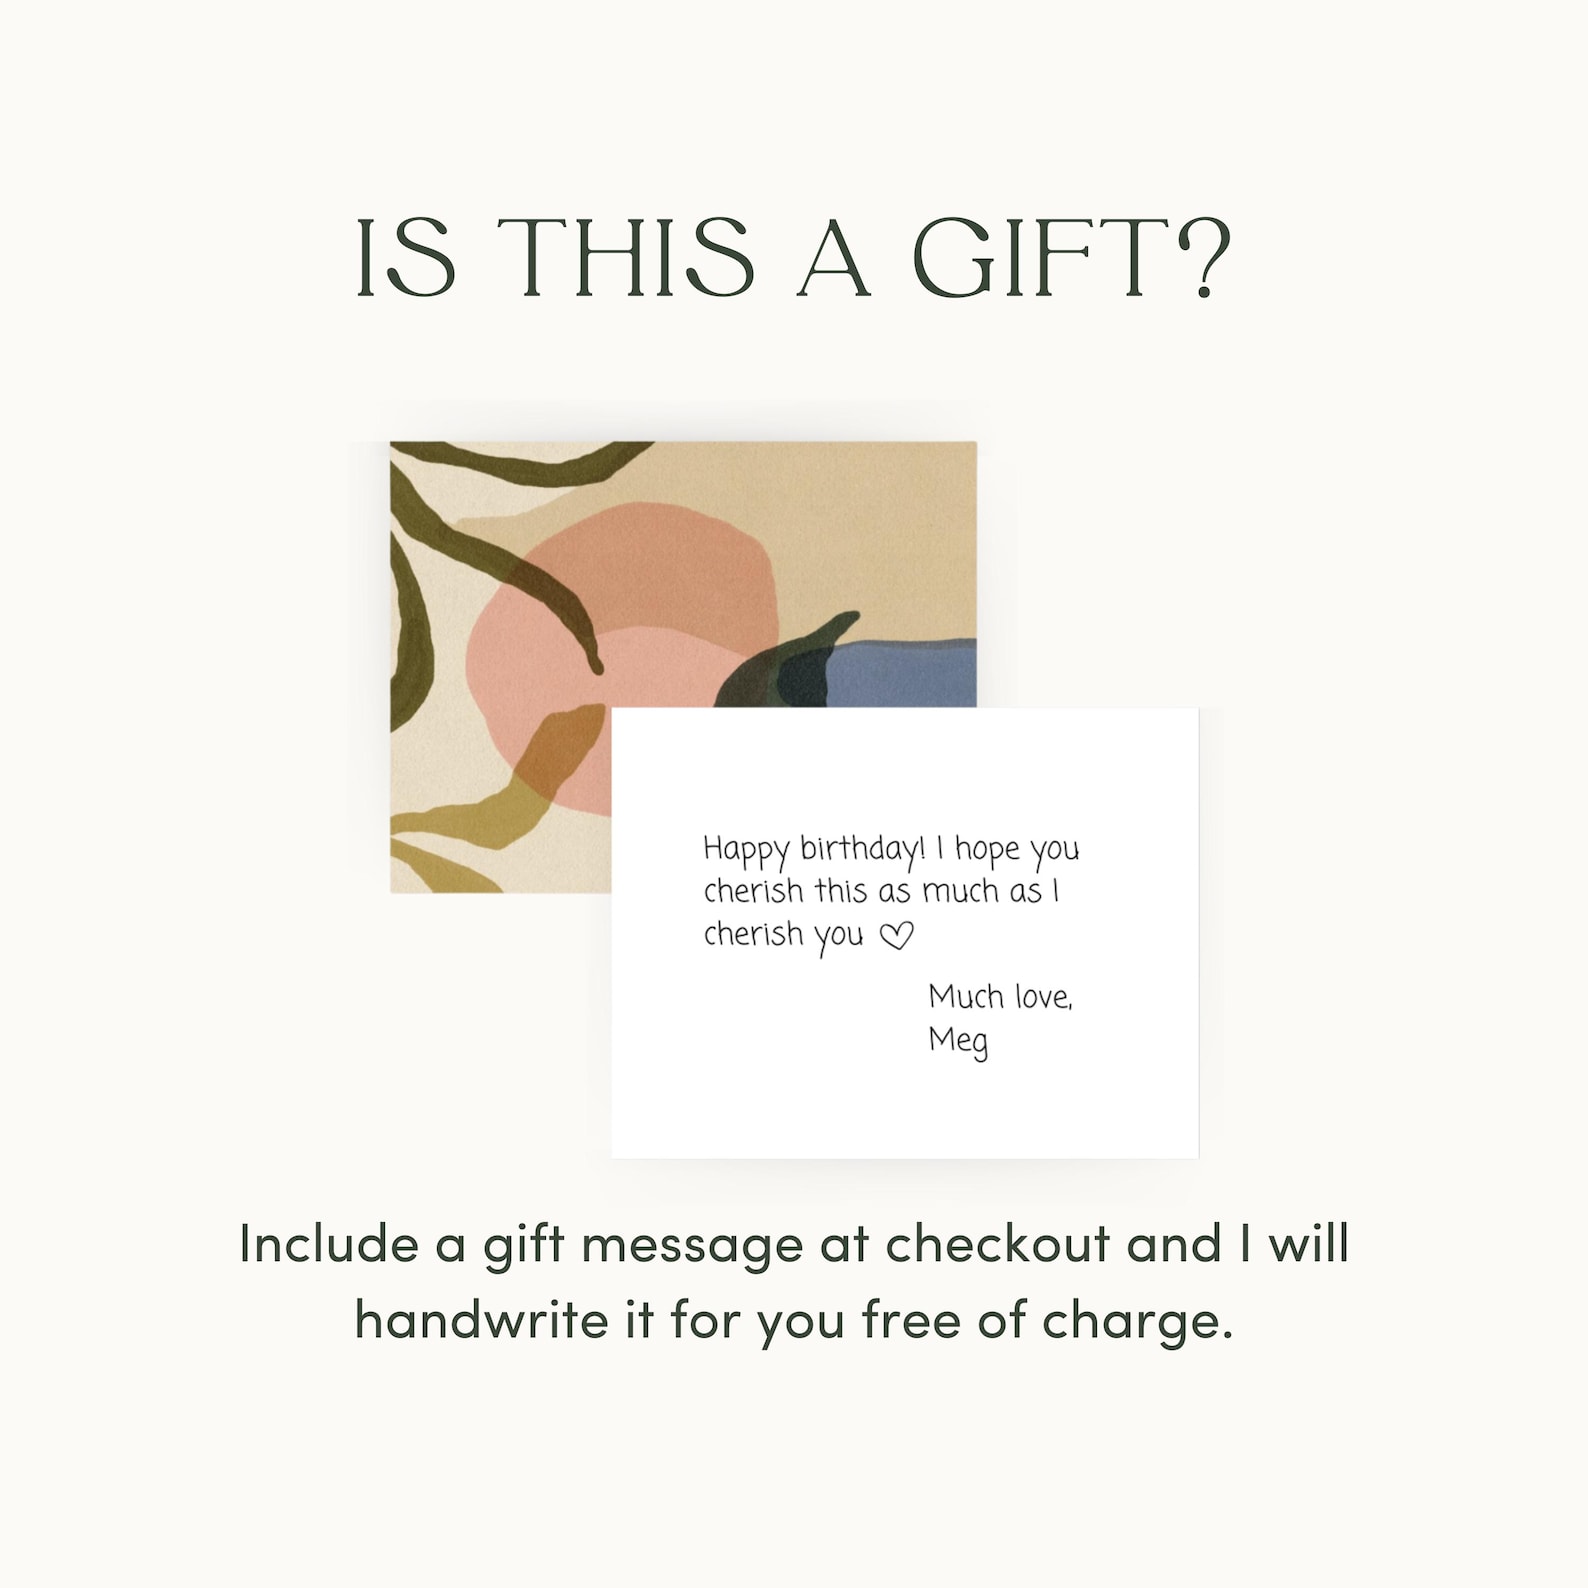 IS THIS A GIFT?
Happy birthday! I hope you
cherish this as much as I
cherish you ♡
Much love,
Meg
Include a gift message at checkout and I will
handwrite it for you free of charge.